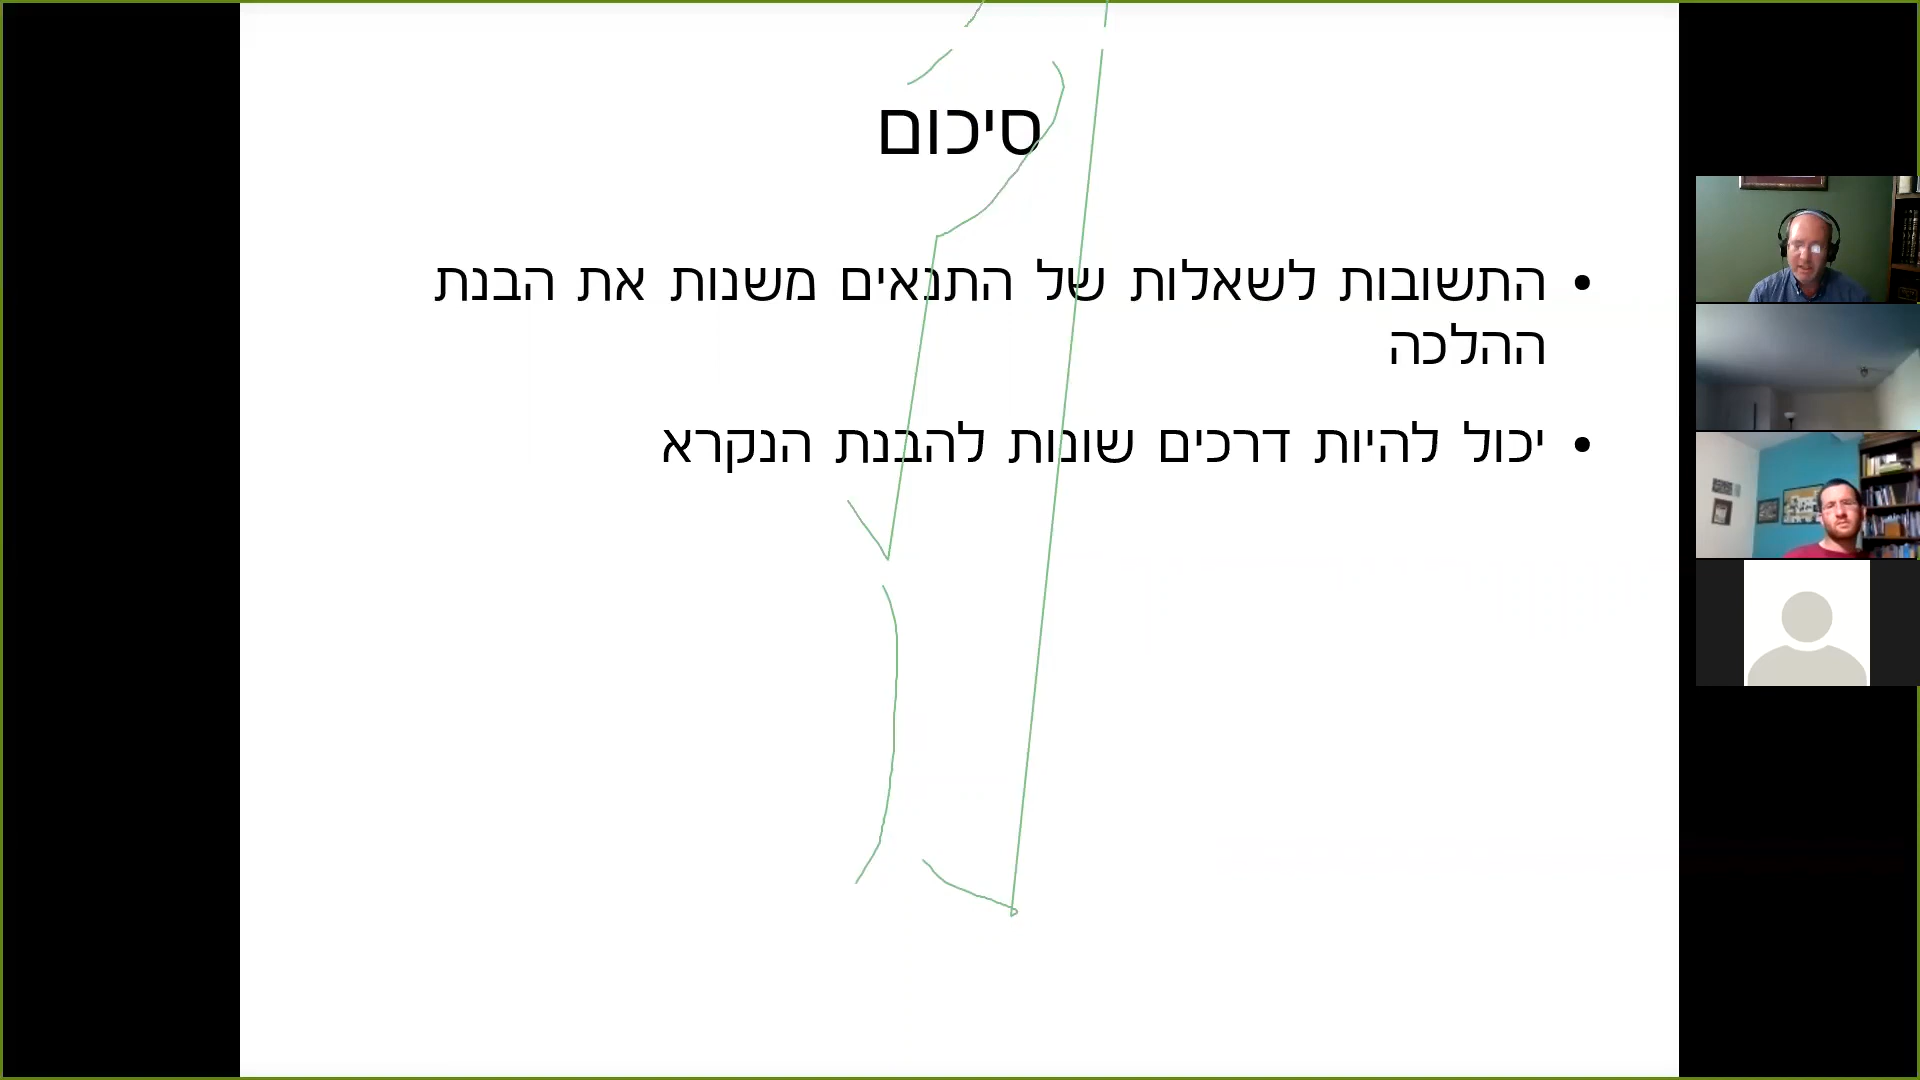 סיכום
• התשובות לשאלות של התנאים משנות את הבנת
ההלכה
• יכול להיות דרכים שונות להבנת הנקרא